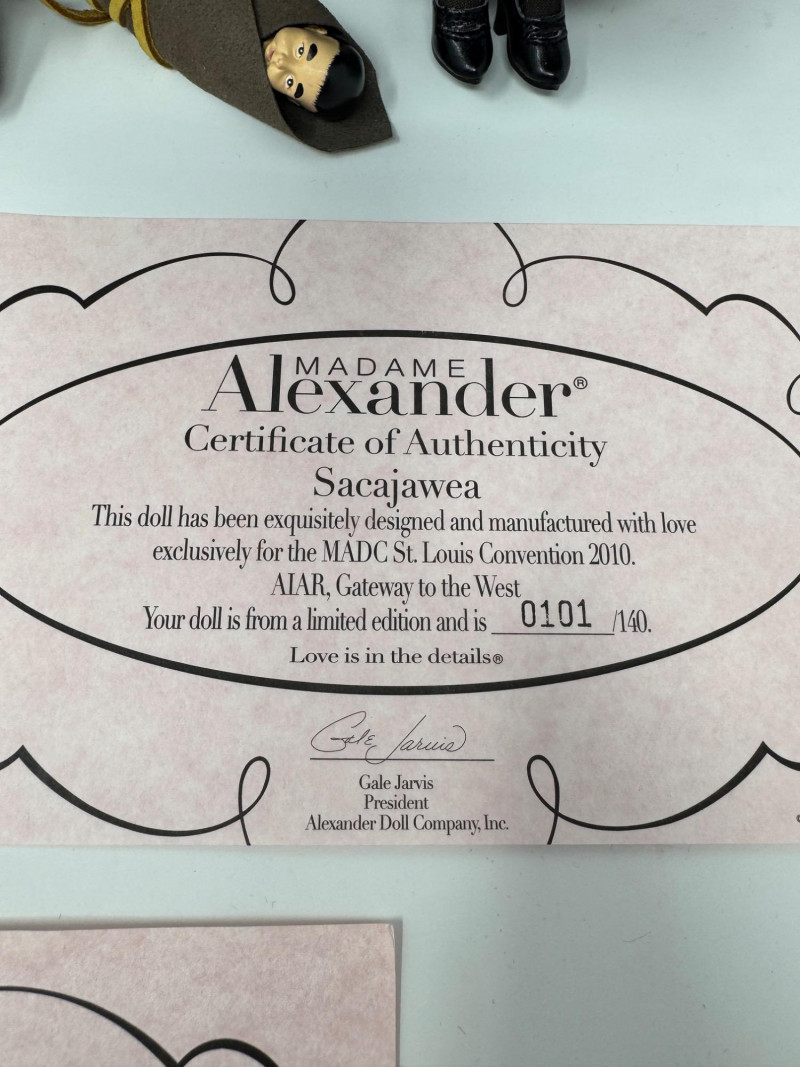 MADAME
Alexander®
Certificate of Authenticity
Sacajawea
This doll has been exquisitely designed and manufactured with love
exclusively for the MADC St. Louis Convention 2010.
AIAR, Gateway to the West
Your doll is from a limited edition and is 0101 /140.
Love is in the details®
Gale Jarvis
Gale Jarvis
President
Alexander Doll Company, Inc.